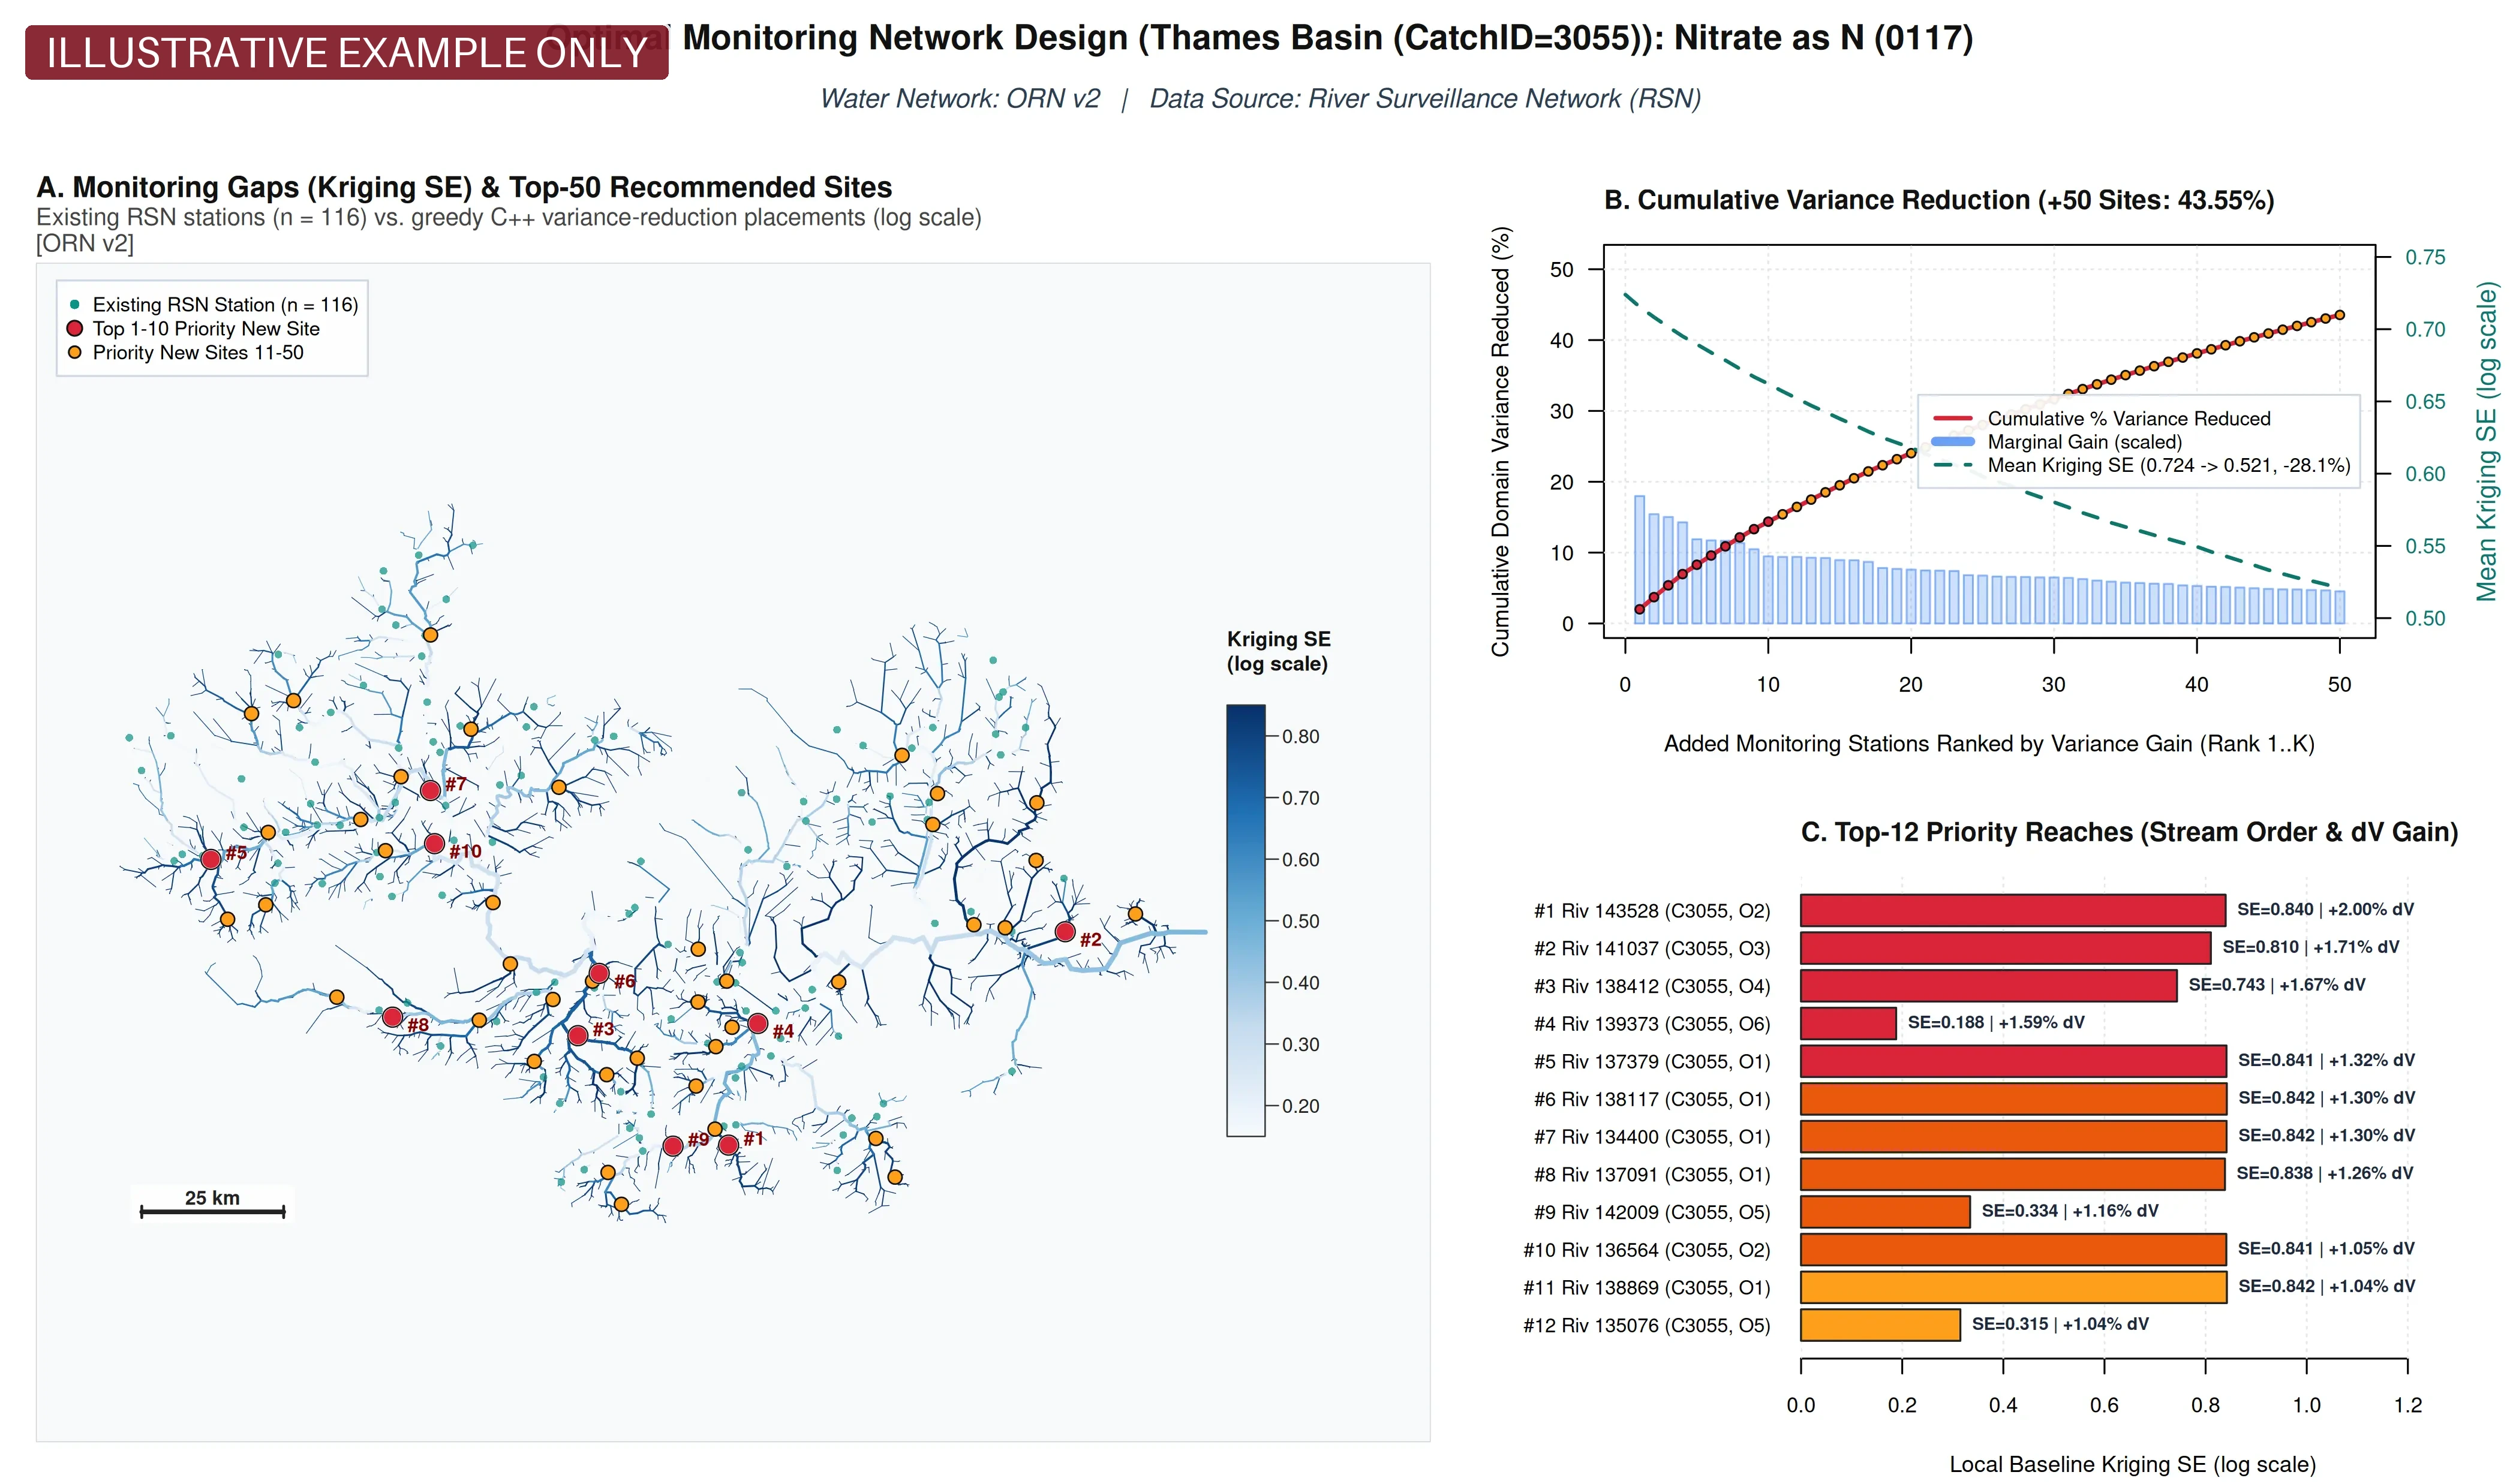 ILLUSTRATIVE EXAMPLE ONLY
Optimal Monitoring Network Design (Thames Basin (CatchID=3055)): Nitrate as N (0117)
Water Network: ORN v2 | Data Source: River Surveillance Network (RSN)
A. Monitoring Gaps (Kriging SE) & Top-50 Recommended Sites
Existing RSN stations (n = 116) vs. greedy C++ variance-reduction placements (log scale)
[ORN v2]
Existing RSN Station (n = 116)
Top 1-10 Priority New Site
Priority New Sites 11-50
#7
#5
#10
#2
#6
#8
#3
#4
#9
#1
25 km
Kriging SE
(log scale)
0.80
0.70
0.60
0.50
0.40
0.30
0.20
B. Cumulative Variance Reduction (+50 Sites: 43.55%)
Cumulative Domain Variance Reduced (%)
50
40
30
20
10
0
0.75
0.70
0.65
0.60
0.55
0.50
Mean Kriging SE (log scale)
Cumulative % Variance Reduced
Marginal Gain (scaled)
Mean Kriging SE (0.724 -> 0.521, -28.1%)
0 10 20 30 40 50
Added Monitoring Stations Ranked by Variance Gain (Rank 1..K)
C. Top-12 Priority Reaches (Stream Order & dV Gain)
#1 Riv 143528 (C3055, O2) SE=0.840 | +2.00% dV
#2 Riv 141037 (C3055, O3) SE=0.810 | +1.71% dV
#3 Riv 138412 (C3055, O4) SE=0.743 | +1.67% dV
#4 Riv 139373 (C3055, O6) SE=0.188 | +1.59% dV
#5 Riv 137379 (C3055, O1) SE=0.841 | +1.32% dV
#6 Riv 138117 (C3055, O1) SE=0.842 | +1.30% dV
#7 Riv 134400 (C3055, O1) SE=0.842 | +1.30% dV
#8 Riv 137091 (C3055, O1) SE=0.838 | +1.26% dV
#9 Riv 142009 (C3055, O5) SE=0.334 | +1.16% dV
#10 Riv 136564 (C3055, O2) SE=0.841 | +1.05% dV
#11 Riv 138869 (C3055, O1) SE=0.842 | +1.04% dV
#12 Riv 135076 (C3055, O5) SE=0.315 | +1.04% dV
0.0 0.2 0.4 0.6 0.8 1.0 1.2
Local Baseline Kriging SE (log scale)